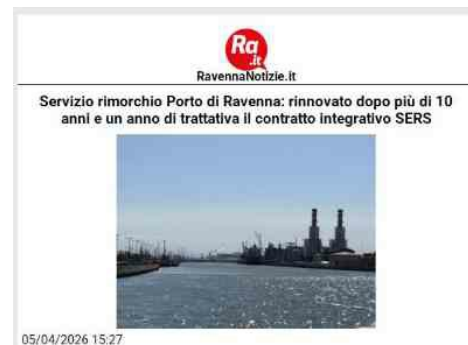 Ra
.it
RavennaNotizie.it
Servizio rimorchio Porto di Ravenna: rinnovato dopo più di 10
anni e un anno di trattativa il contratto integrativo SERS
05/04/2026 15:27